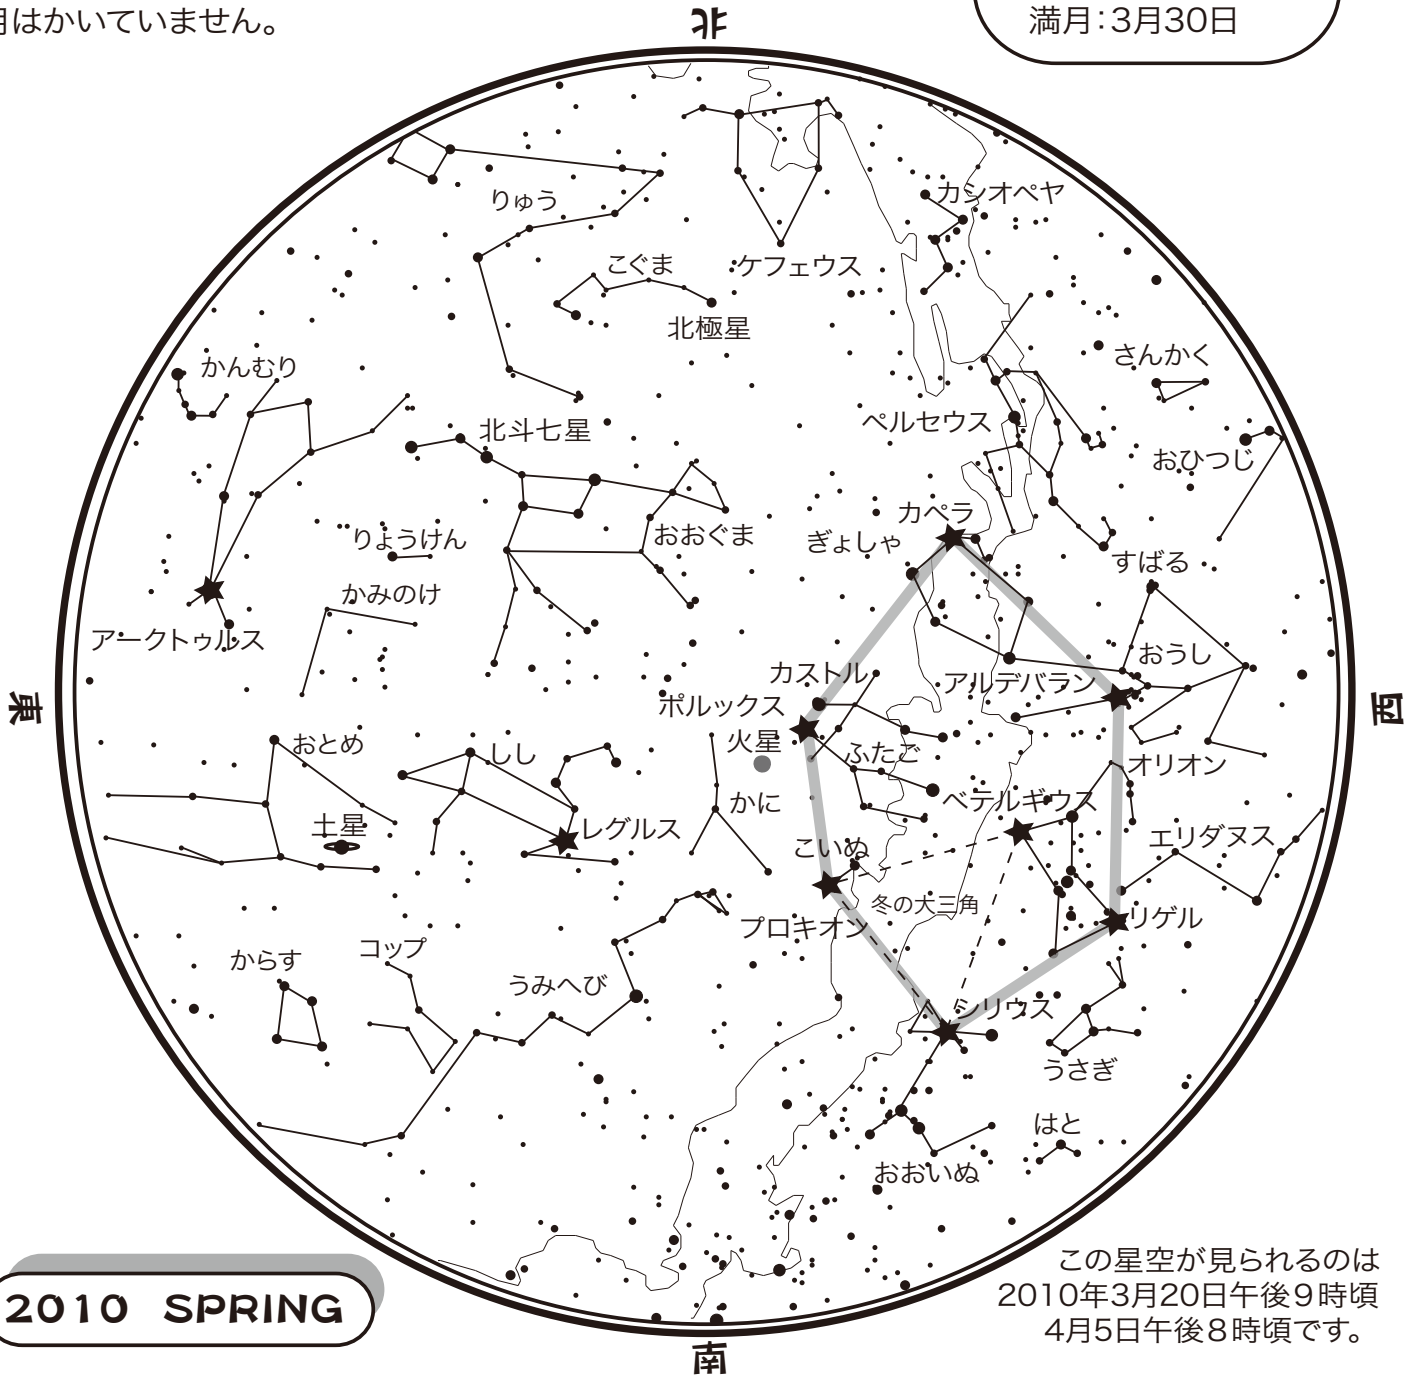 月はかいていません。
北
満月：3月30日
りゅう
カシオペヤ
こぐま
ケフェウス
北極星
かんむり
さんかく
北斗七星
ペルセウス
おひつじ
カペラ
りょうけん
おおぐま
ぎょしゃ
すばる
かみのけ
アークトゥルス
おうし
カストル
アルデバラン
ポルックス
東
西
おとめ
しし
火星
ふたご
オリオン
かに
ベテルギウス
土星
レグルス
エリダヌス
こいぬ
冬の大三角
プロキオン
リゲル
コップ
からす
うみへび
シリウス
うさぎ
はと
おおいぬ
この星空が見られるのは
2010年3月20日午後9時頃
4月5日午後8時頃です。
2010 SPRING
南